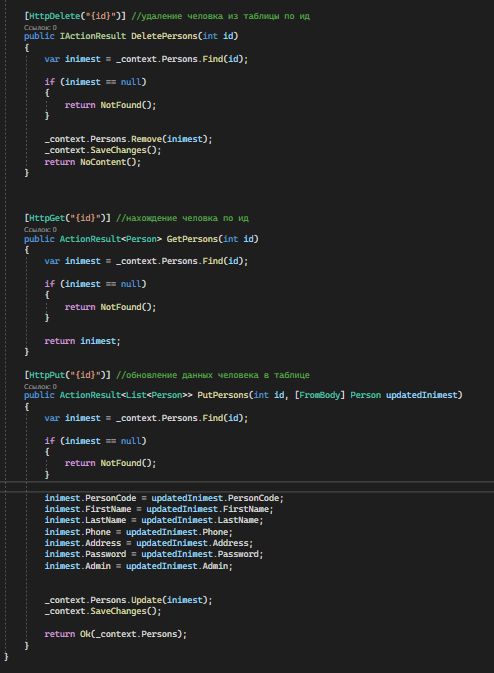 [HttpDelete("{id}")] //удаление человка из таблицы по ид
Ссылок: 0
public IActionResult DeletePersons(int id)
{
var inimest = _context.Persons.Find(id);
if (inimest == null)
{
return NotFound();
}
_context.Persons.Remove(inimest);
_context.SaveChanges();
return NoContent();
}
[HttpGet("{id}")] //нахождение человка по ид
Ссылок: 0
public ActionResult<Person> GetPersons(int id)
{
var inimest = _context.Persons.Find(id);
if (inimest == null)
{
return NotFound();
}
return inimest;
}
[HttpPut("{id}")] //обновление данных человека в таблице
Ссылок: 0
public ActionResult<List<Person>> PutPersons(int id, [FromBody] Person updatedInimest)
{
var inimest = _context.Persons.Find(id);
if (inimest == null)
{
return NotFound();
}
inimest.PersonCode = updatedInimest.PersonCode;
inimest.FirstName = updatedInimest.FirstName;
inimest.LastName = updatedInimest.LastName;
inimest.Phone = updatedInimest.Phone;
inimest.Address = updatedInimest.Address;
inimest.Password = updatedInimest.Password;
inimest.Admin = updatedInimest.Admin;
_context.Persons.Update(inimest);
_context.SaveChanges();
return Ok(_context.Persons);
}
}